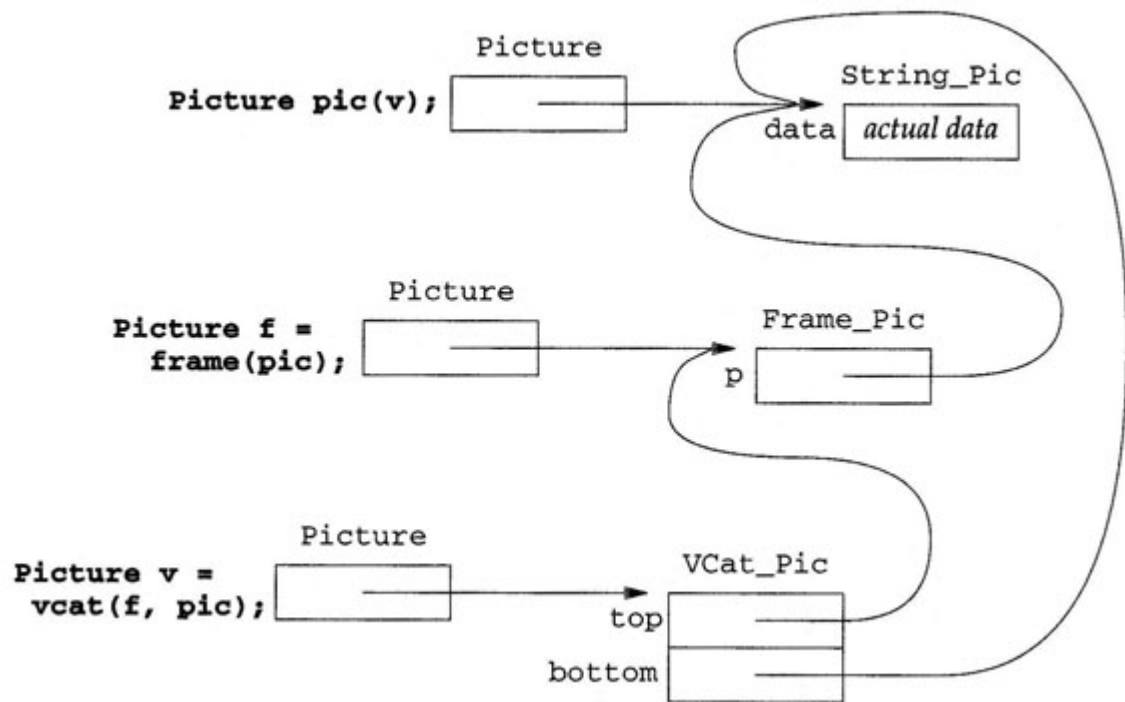 Picture
String_Pic
Picture pic(v);
data
actual data
Picture
Frame_Pic
Picture f =
frame(pic);
p
Picture
VCat_Pic
Picture v =
vcat(f, pic);
top
bottom